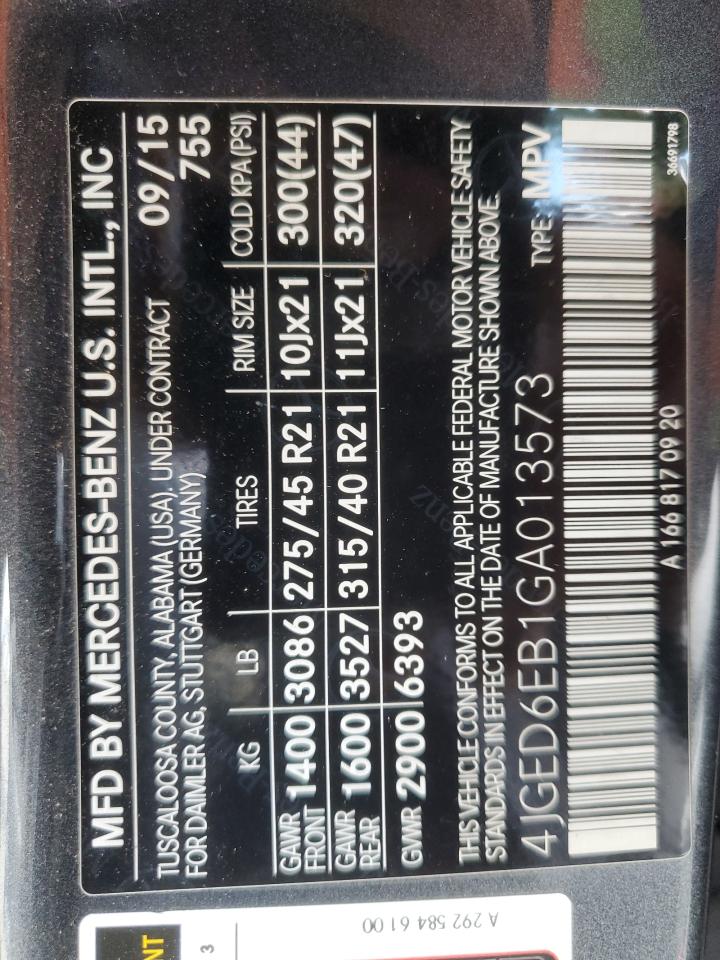 MFD BY MERCEDES-BENZ U.S. INTL., INC
TUSCALOOSA COUNTY, ALABAMA (USA). UNDER CONTRACT 09/15
FOR DAIMLER AG, STUTTGART (GERMANY) 755
KG LB TIRES RIM SIZE COLD KPA (PSI)
GAWR FRONT 1400 3086 275/45 R21 10Jx21 300(44)
GAWR REAR 1600 3527 315/40 R21 11Jx21 320(47)
GVWR 2900 6393
THIS VEHICLE CONFORMS TO ALL APPLICABLE FEDERAL MOTOR VEHICLE SAFETY
STANDARDS IN EFFECT ON THE DATE OF MANUFACTURE SHOWN ABOVE.
4JGED6EB1GA013573 TYPE: MPV
A 166 817 09 20 36691798
A 292 584 61 00
NT
3